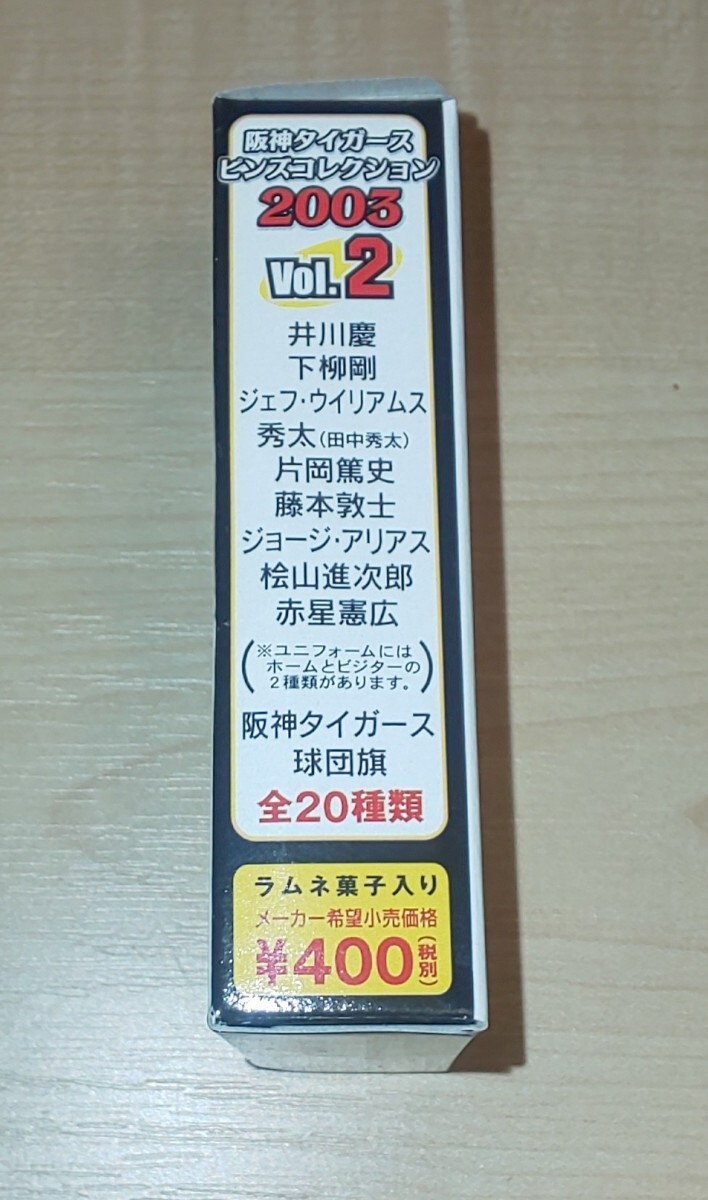 阪神タイガース
ピンズコレクション
2003
Vol.2
井川慶
下柳剛
ジェフ・ウイリアムス
秀太(田中秀太)
片岡篤史
藤本敦士
ジョージ・アリアス
桧山進次郎
赤星憲広
(※ユニフォームには
ホームとビジターの
2種類があります。)
阪神タイガース
球団旗
全20種類
ラムネ菓子入り
メーカー希望小売価格
¥400(税別)